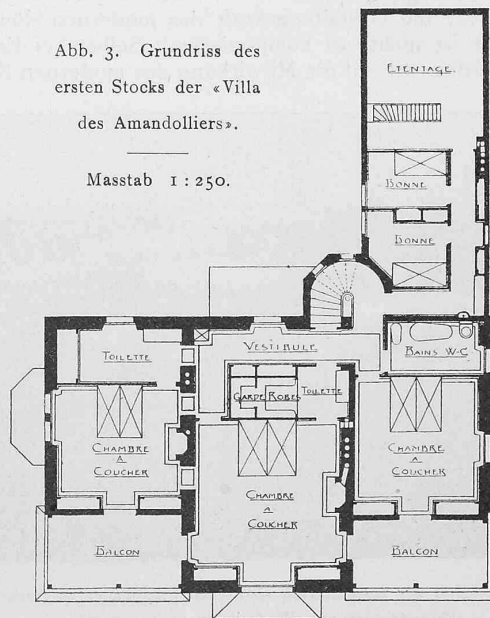 Abb. 3. Grundriss des
ersten Stocks der «Villa
des Amandolliers».
Masstab 1 : 250.
ETENTAGE
BONNE
BONNE
VESTIBULE
TOILETTE
BAINS W-C
GARDE ROBES
TOILETTE
CHAMBRE
A
COUCHER
CHAMBRE
A
COUCHER
CHAMBRE
A
COUCHER
BALCON
BALCON